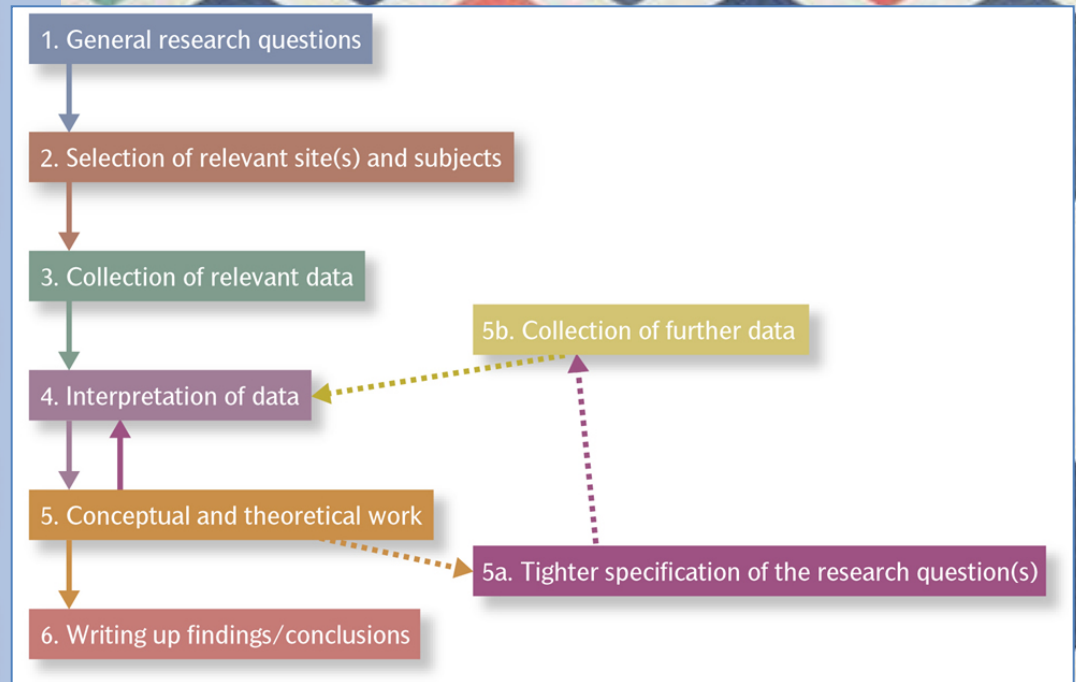 1. General research questions
2. Selection of relevant site(s) and subjects
3. Collection of relevant data
5b. Collection of further data
4. Interpretation of data
5. Conceptual and theoretical work
5a. Tighter specification of the research question(s)
6. Writing up findings/conclusions